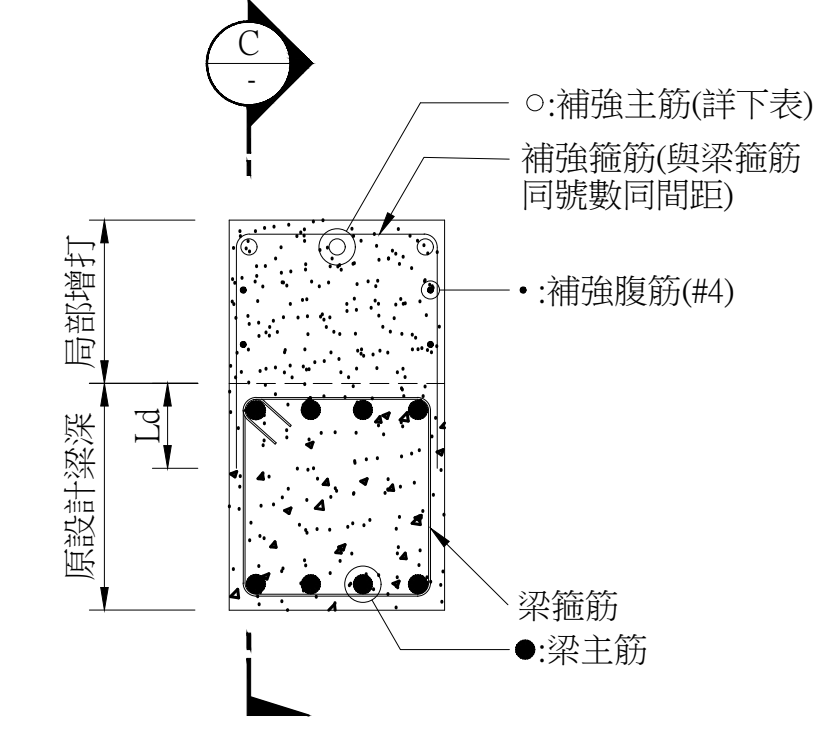 C
-
○:補強主筋(詳下表)
補強箍筋(與梁箍筋
同號數同間距)
局部增打
• :補強腹筋(#4)
Ld
原設計梁深
梁箍筋
●:梁主筋